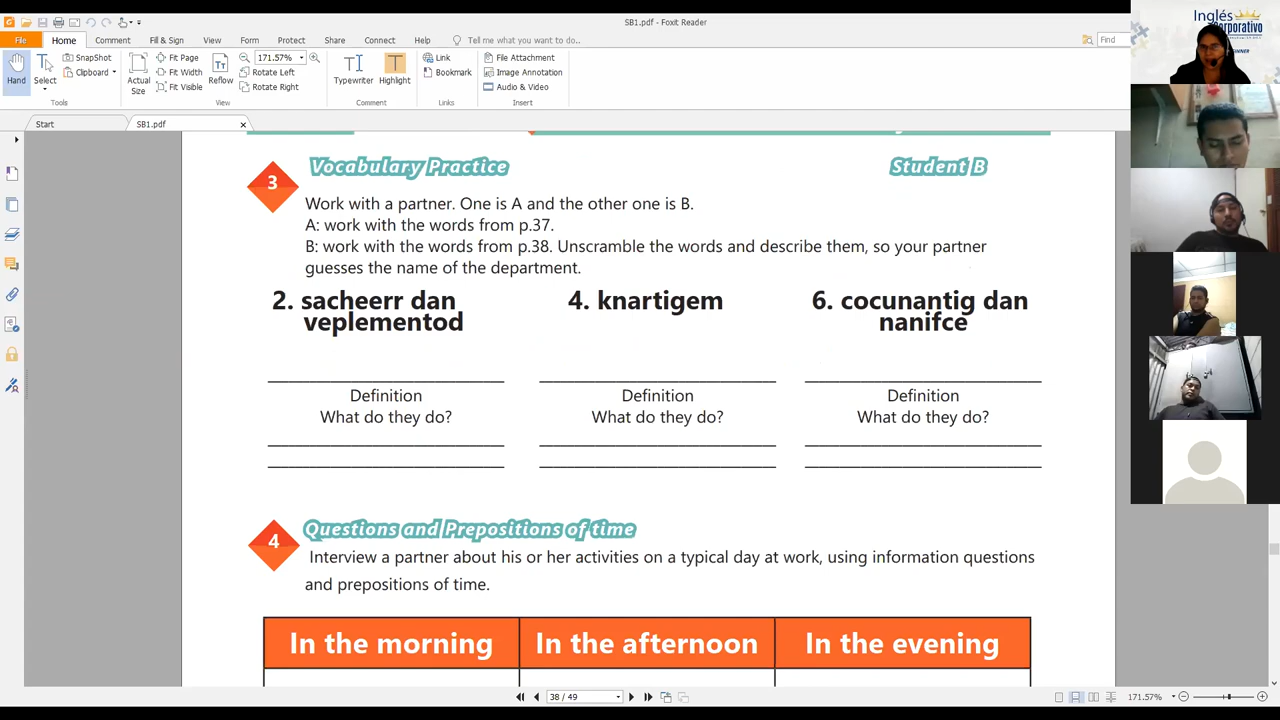 SB1.pdf - Foxit Reader
File Home Comment Fill & Sign View Form Protect Share Connect Help Tell me what you want to do... Find
Hand Select SnapShot Clipboard Actual Size Fit Page Fit Width Fit Visible Reflow 171.57% Rotate Left Rotate Right Typewriter Highlight Link Bookmark File Attachment Image Annotation Audio & Video
Tools View Comment Links Insert
Start SB1.pdf
Inglés
Corporativo
3 Vocabulary Practice Student B
Work with a partner. One is A and the other one is B.
A: work with the words from p.37.
B: work with the words from p.38. Unscramble the words and describe them, so your partner
guesses the name of the department.
2. sacheerr dan
veplementod
4. knartigem
6. cocunantig dan
nanifce
Definition Definition Definition
What do they do? What do they do? What do they do?
4 Questions and Prepositions of time
Interview a partner about his or her activities on a typical day at work, using information questions
and prepositions of time.
In the morning In the afternoon In the evening
38 / 49 171.57%